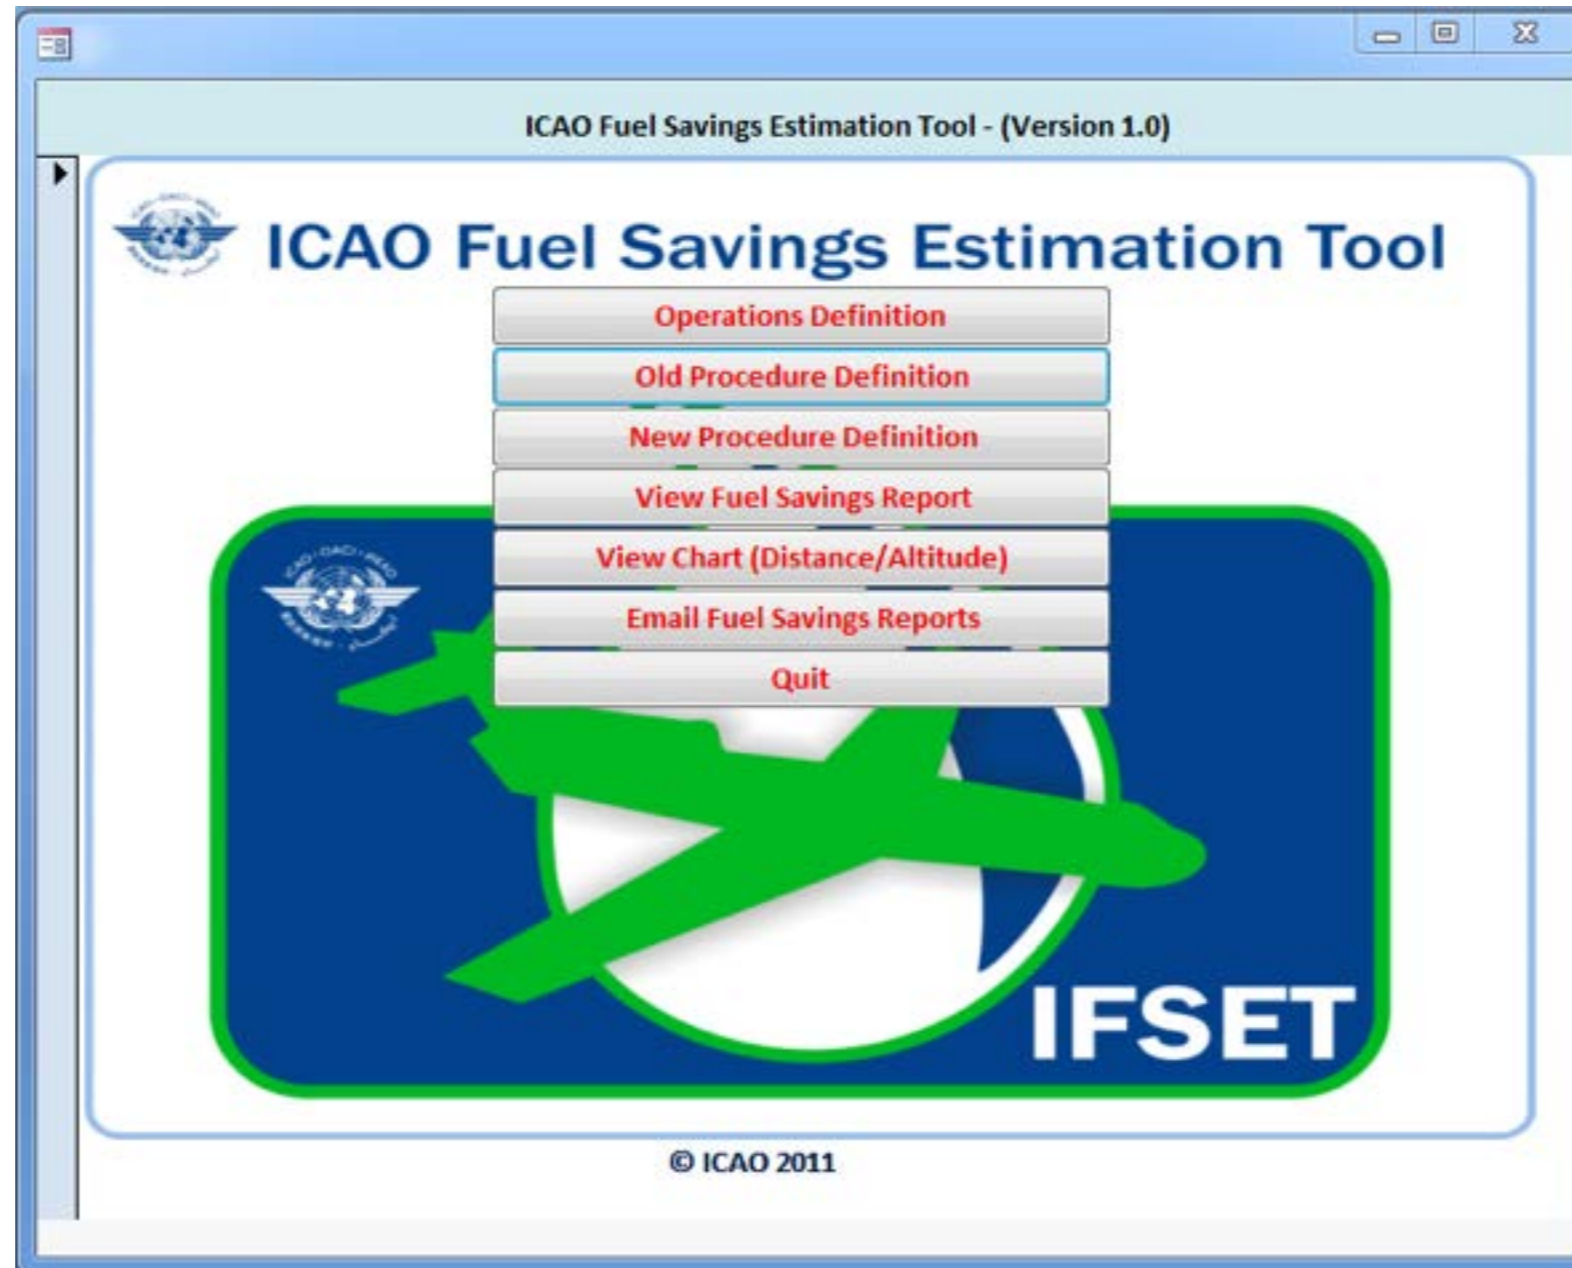 ICAO Fuel Savings Estimation Tool - (Version 1.0)
ICAO Fuel Savings Estimation Tool
Operations Definition
Old Procedure Definition
New Procedure Definition
View Fuel Savings Report
View Chart (Distance/Altitude)
Email Fuel Savings Reports
Quit
IFSET
© ICAO 2011